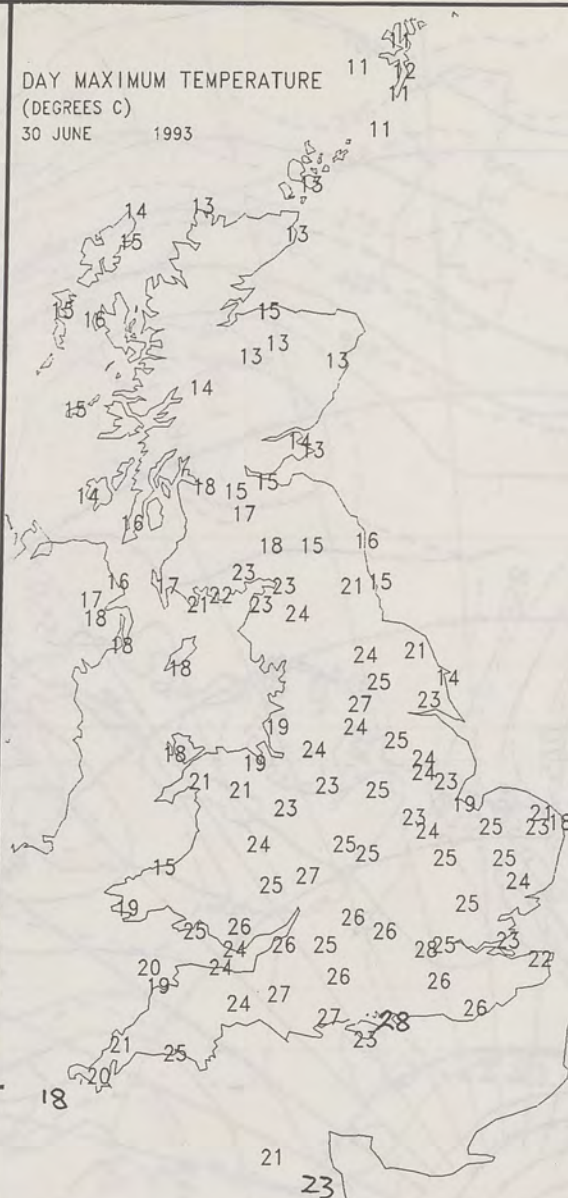 DAY MAXIMUM TEMPERATURE
(DEGREES C)
30 JUNE 1993
11
11 12
11
11
13
14 13
15 13
15 16 15
13 13 13
14
15
14
13
14 18 15 15
16 17
18 15 16
16 17 23 23 21 15
17 21 22 23
18 24
18
18 24 21
25 14
27 23
19 24
18 19 24 25
24
21 21 23 25 24 23
23 19
23 21 18
24 25 23
24 25
25 25 25
15 25 27 24
19 25
25 26 26 26
24 26 25 28 25 23
20 24 22
19 26 26
24 27 26
27 28
21 25 23
20
18
21
23